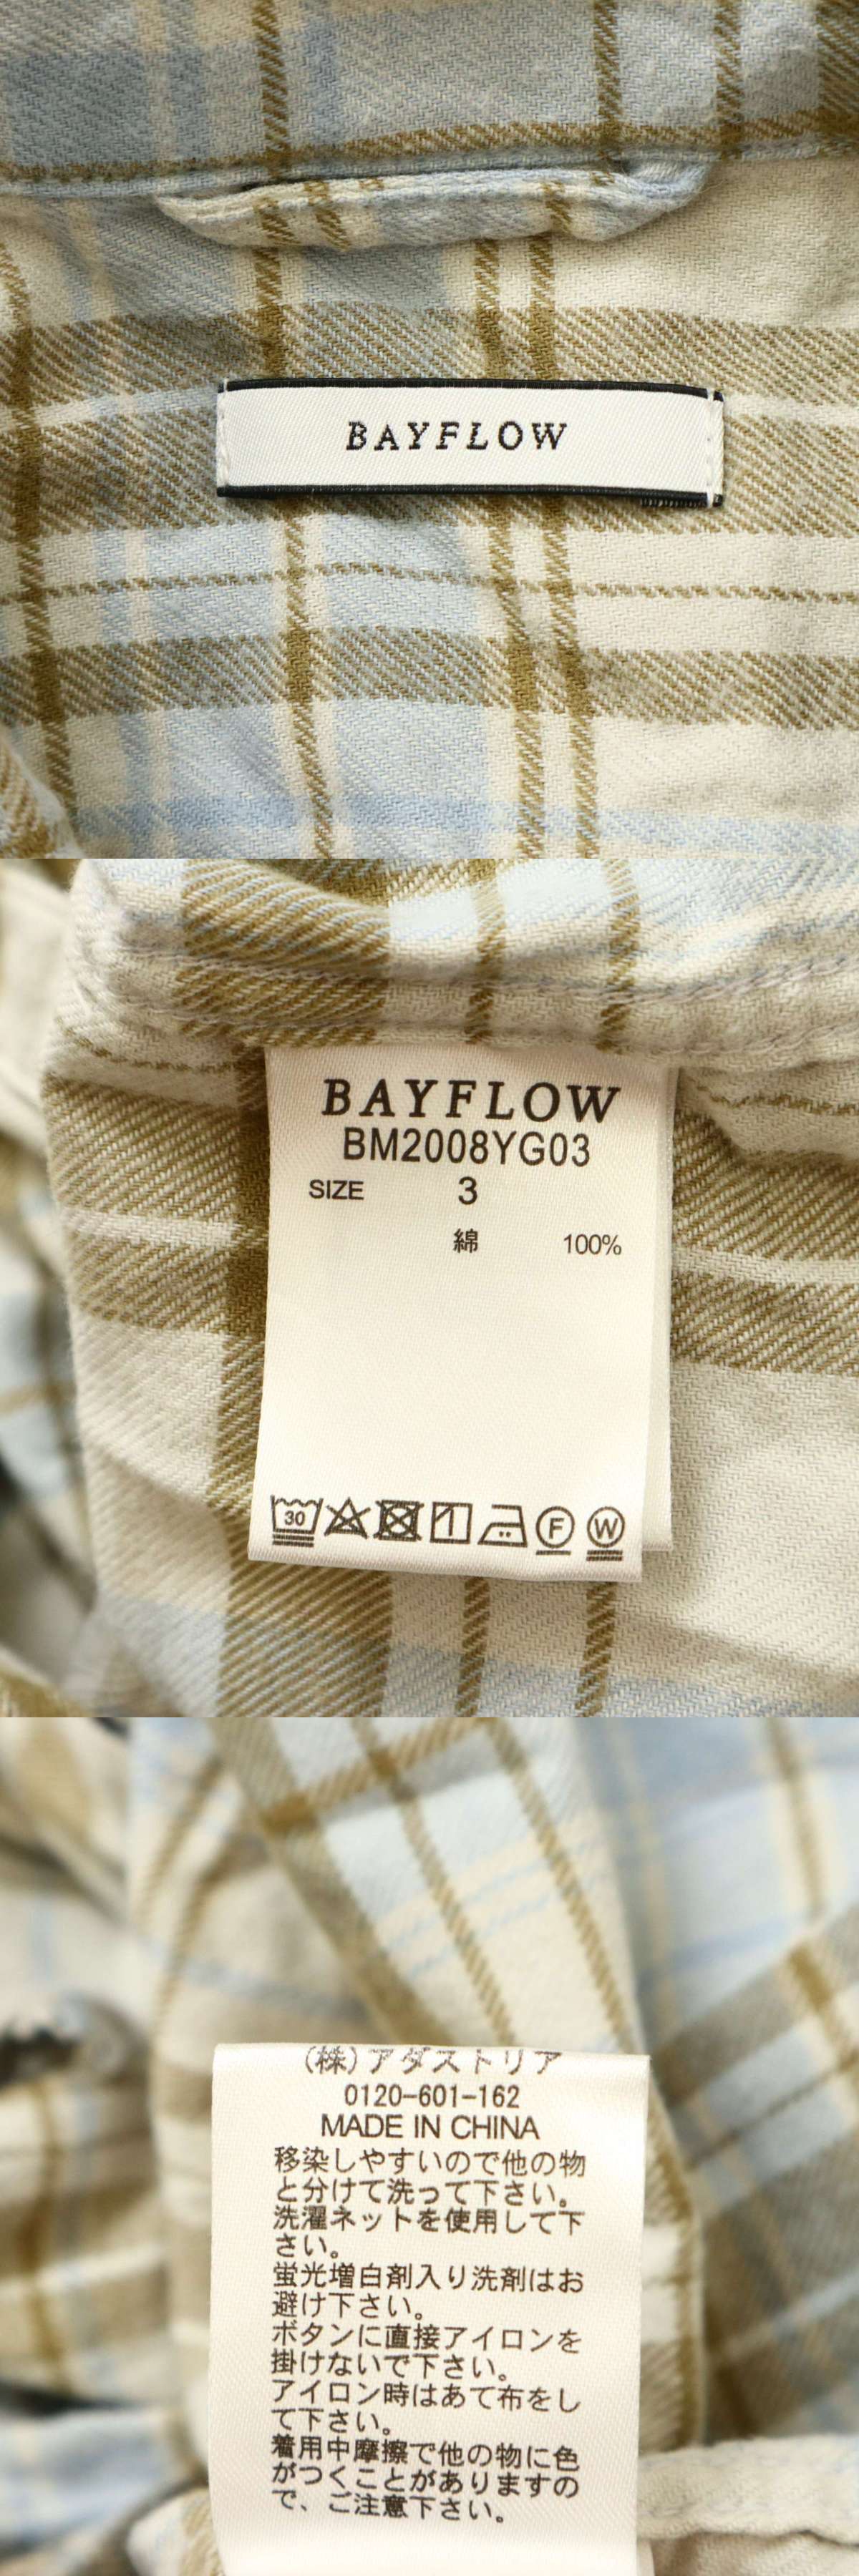 BAYFLOW
BAYFLOW
BM2008YG03
SIZE 3
綿 100%
30
F
W
(株)アダストリア
0120-601-162
MADE IN CHINA
移染しやすいので他の物
と分けて洗って下さい。
洗濯ネットを使用して下
さい。
蛍光増白剤入り洗剤はお
避け下さい。
ボタンに直接アイロンを
掛けないで下さい。
アイロン時はあて布をし
て下さい。
着用中摩擦で他の物に色
がつくことがありますの
で、ご注意下さい。